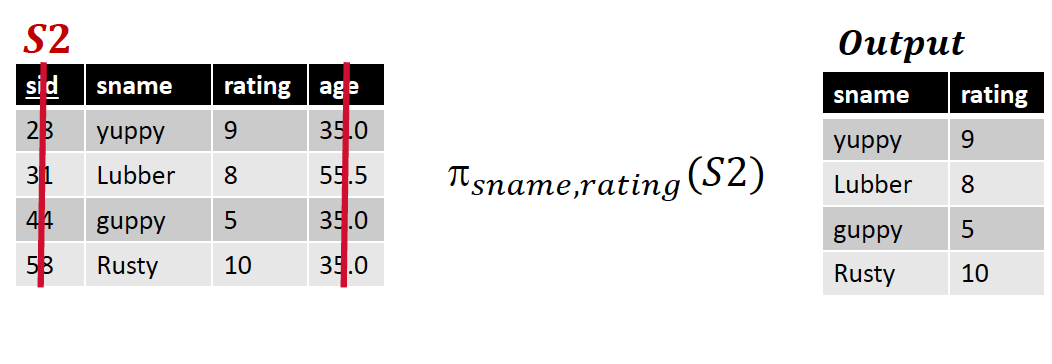 S2
sid sname rating age
28 yuppy 9 35.0
31 Lubber 8 55.5
44 guppy 5 35.0
58 Rusty 10 35.0
πsname,rating(S2)
Output
sname rating
yuppy 9
Lubber 8
guppy 5
Rusty 10